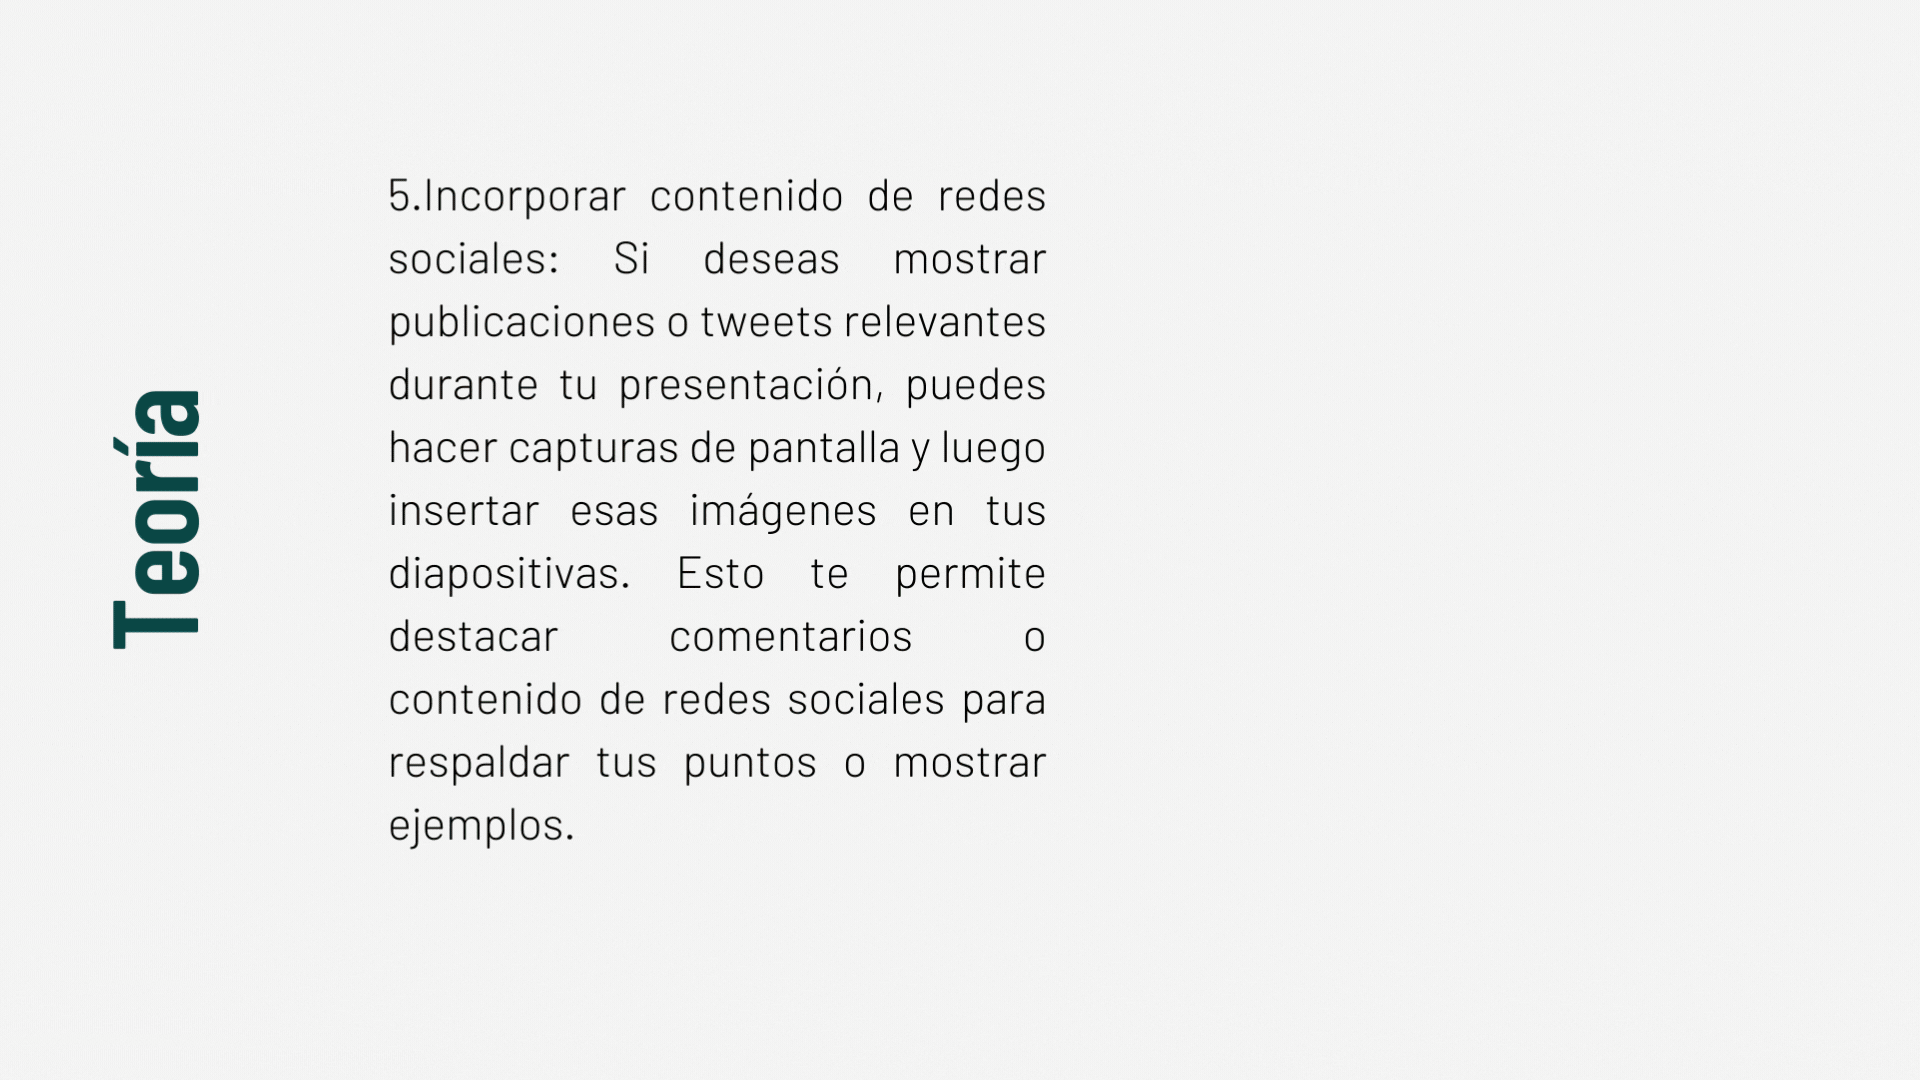 Teoría
5.Incorporar contenido de redes
sociales: Si deseas mostrar
publicaciones o tweets relevantes
durante tu presentación, puedes
hacer capturas de pantalla y luego
insertar esas imágenes en tus
diapositivas. Esto te permite
destacar comentarios o
contenido de redes sociales para
respaldar tus puntos o mostrar
ejemplos.